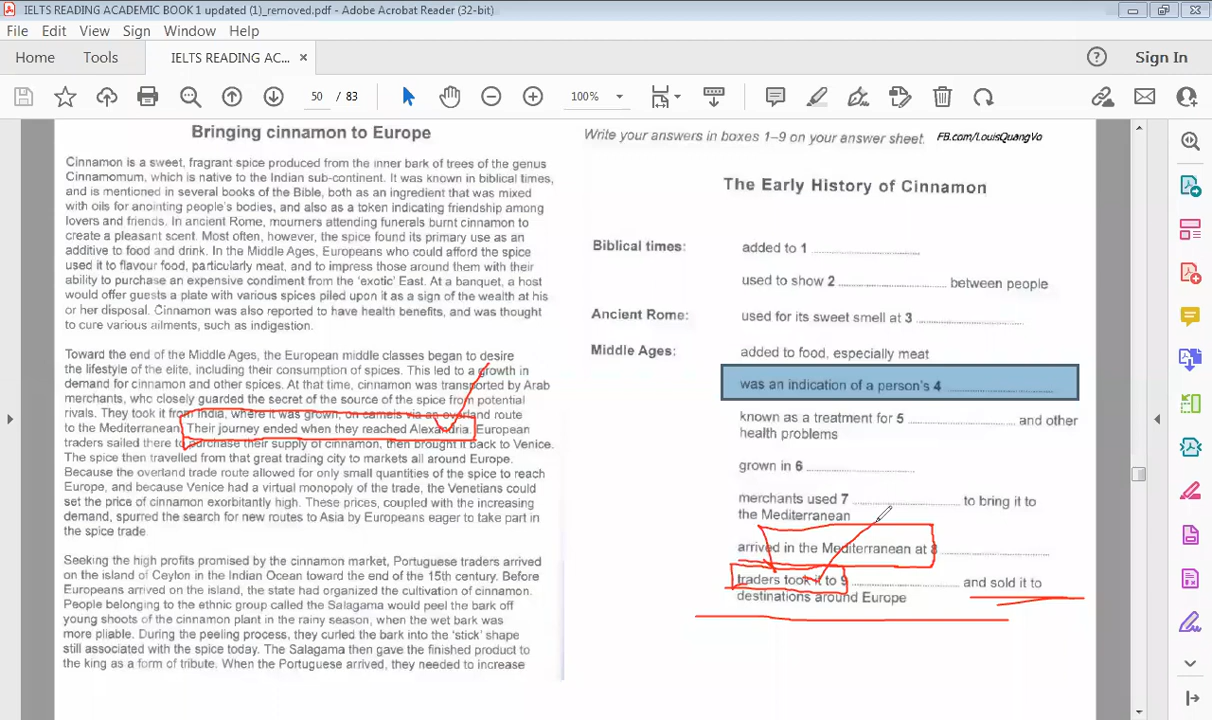 IELTS READING ACADEMIC BOOK 1 updated (1)_removed.pdf - Adobe Acrobat Reader (32-bit)
File Edit View Sign Window Help
Home Tools IELTS READING AC... × Sign In
50 / 83 100%
Bringing cinnamon to Europe
Cinnamon is a sweet, fragrant spice produced from the inner bark of trees of the genus
Cinnamomum, which is native to the Indian sub-continent. It was known in biblical times,
and is mentioned in several books of the Bible, both as an ingredient that was mixed
with oils for anointing people's bodies, and also as a token indicating friendship among
lovers and friends. In ancient Rome, mourners attending funerals burnt cinnamon to
create a pleasant scent. Most often, however, the spice found its primary use as an
additive to food and drink. In the Middle Ages, Europeans who could afford the spice
used it to flavour food, particularly meat, and to impress those around them with their
ability to purchase an expensive condiment from the 'exotic' East. At a banquet, a host
would offer guests a plate with various spices piled upon it as a sign of the wealth at his
or her disposal. Cinnamon was also reported to have health benefits, and was thought
to cure various ailments, such as indigestion.
Toward the end of the Middle Ages, the European middle classes began to desire
the lifestyle of the elite, including their consumption of spices. This led to a growth in
demand for cinnamon and other spices. At that time, cinnamon was transported by Arab
merchants, who closely guarded the secret of the source of the spice from potential
rivals. They took it from India, where it was grown, on camels via an overland route
to the Mediterranean. Their journey ended when they reached Alexandria. European
traders sailed there to purchase their supply of cinnamon, then brought it back to Venice.
The spice then travelled from that great trading city to markets all around Europe.
Because the overland trade route allowed for only small quantities of the spice to reach
Europe, and because Venice had a virtual monopoly of the trade, the Venetians could
set the price of cinnamon exorbitantly high. These prices, coupled with the increasing
demand, spurred the search for new routes to Asia by Europeans eager to take part in
the spice trade.
Seeking the high profits promised by the cinnamon market, Portuguese traders arrived
on the island of Ceylon in the Indian Ocean toward the end of the 15th century. Before
Europeans arrived on the island, the state had organized the cultivation of cinnamon.
People belonging to the ethnic group called the Salagama would peel the bark off
young shoots of the cinnamon plant in the rainy season, when the wet bark was
more pliable. During the peeling process, they curled the bark into the 'stick' shape
still associated with the spice today. The Salagama then gave the finished product to
the king as a form of tribute. When the Portuguese arrived, they needed to increase
Write your answers in boxes 1–9 on your answer sheet. FB.com/LouisQuangVo
The Early History of Cinnamon
Biblical times: added to 1 ..............................
used to show 2 .............................. between people
Ancient Rome: used for its sweet smell at 3 ..............................
Middle Ages: added to food, especially meat
was an indication of a person's 4 ..............................
known as a treatment for 5 .............................. and other
health problems
grown in 6 ..............................
merchants used 7 .............................. to bring it to
the Mediterranean
arrived in the Mediterranean at 8 ..............................
traders took it to 9 .............................. and sold it to
destinations around Europe